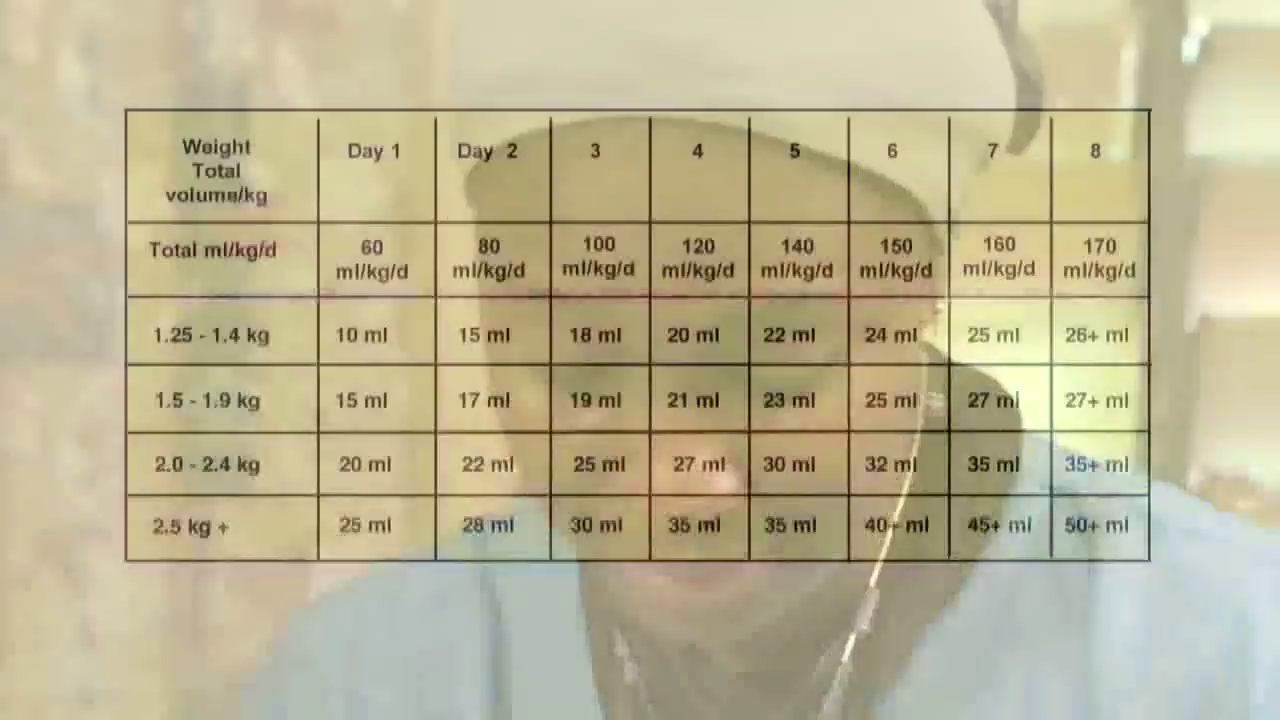 Weight Day 1 Day 2 3 4 5 6 7 8
Total
volume/kg
Total ml/kg/d 60 80 100 120 140 150 160 170
ml/kg/d ml/kg/d ml/kg/d ml/kg/d ml/kg/d ml/kg/d ml/kg/d ml/kg/d
1.25 - 1.4 kg 10 ml 15 ml 18 ml 20 ml 22 ml 24 ml 25 ml 26+ ml
1.5 - 1.9 kg 15 ml 17 ml 19 ml 21 ml 23 ml 25 ml 27 ml 27+ ml
2.0 - 2.4 kg 20 ml 22 ml 25 ml 27 ml 30 ml 32 ml 35 ml 35+ ml
2.5 kg + 25 ml 28 ml 30 ml 35 ml 35 ml 40+ ml 45+ ml 50+ ml